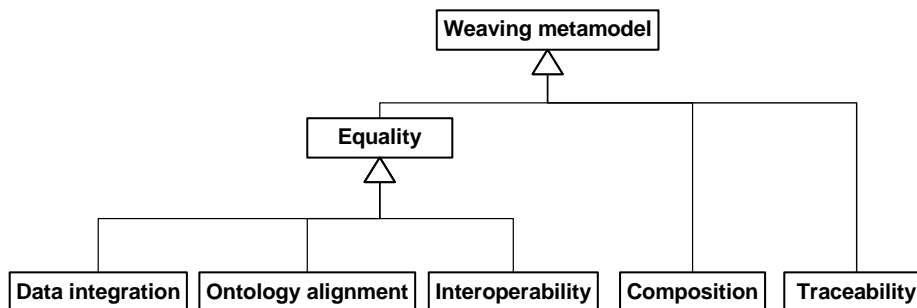 Weaving metamodel
Equality
Data integration
Ontology alignment
Interoperability
Composition
Traceability